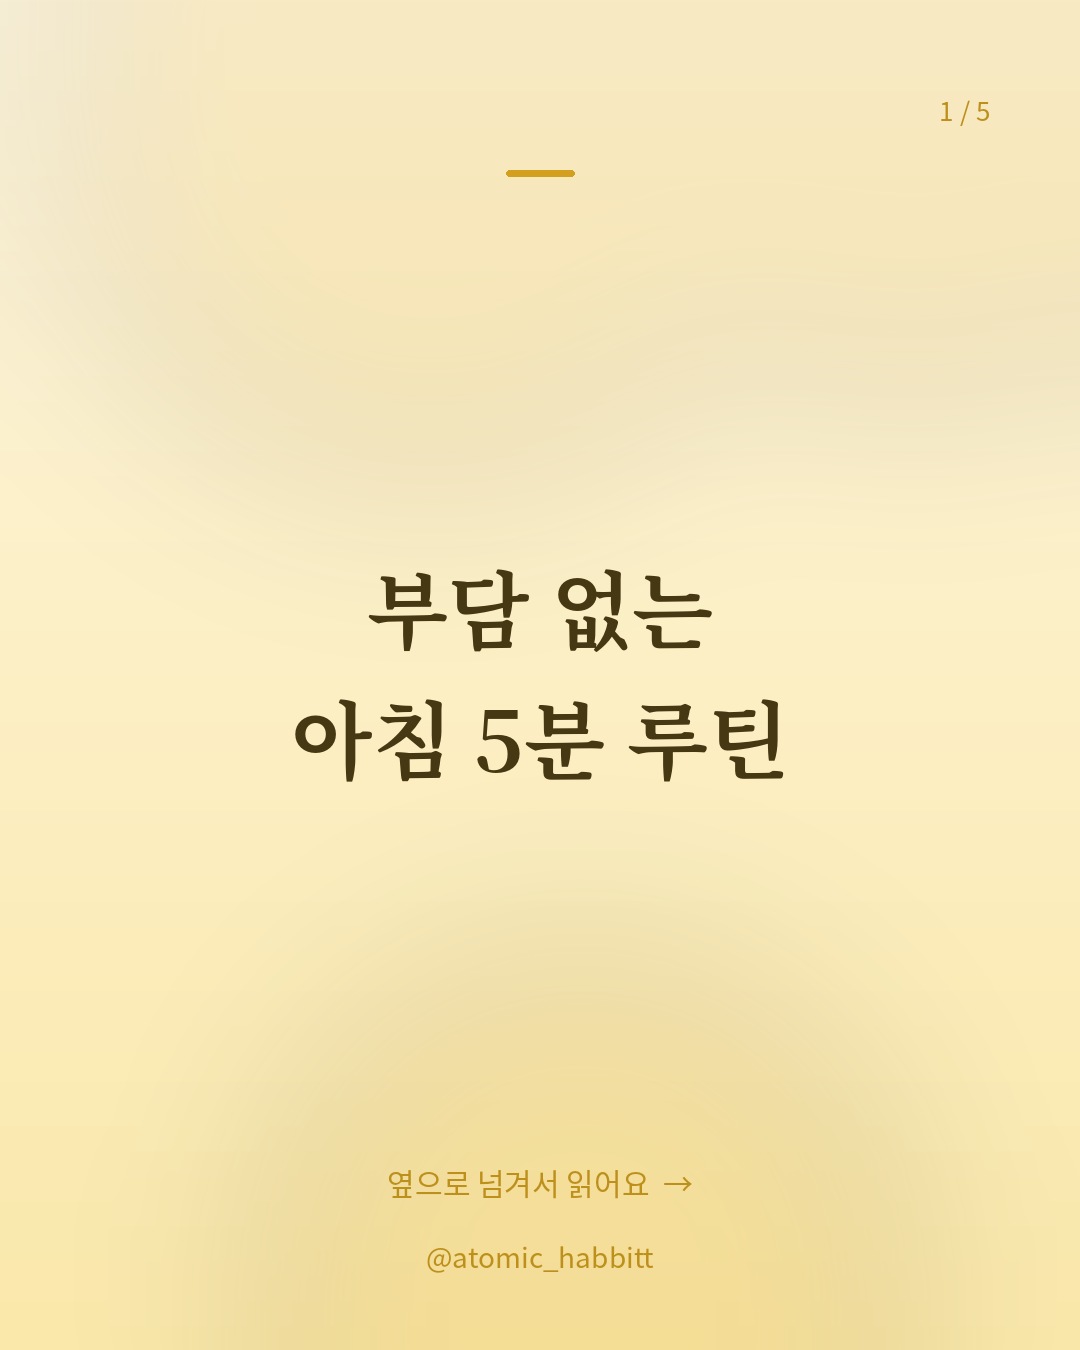 1 / 5
부담 없는
아침 5분 루틴
옆으로 넘겨서 읽어요 →
@atomic_habbitt